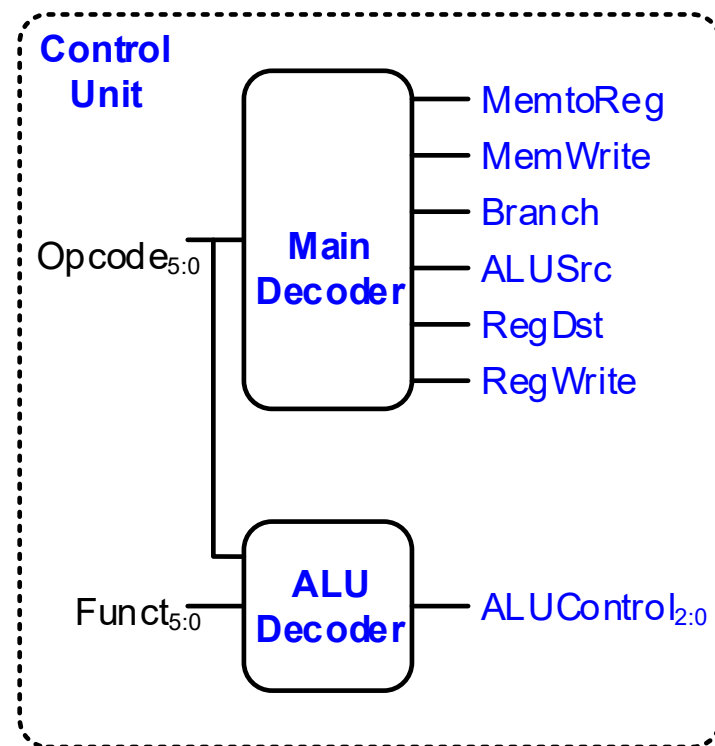 Control
Unit
MemtoReg
MemWrite
Branch
ALUSrc
RegDst
RegWrite
Opcode5:0
Main
Decoder
Funct5:0
ALU
Decoder
ALUControl2:0